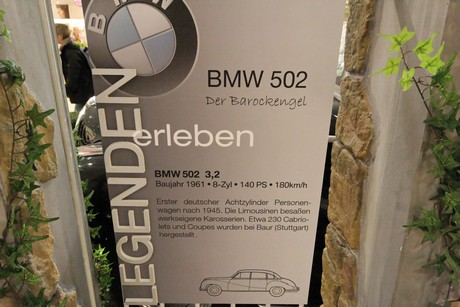 BMW
BMW 502
Der Barockengel
LEGENDEN
erleben
BMW 502 3,2
Baujahr 1961 • 8-Zyl • 140 PS • 180km/h
Erster deutscher Achtzylinder Personen-
wagen nach 1945. Die Limousinen besaßen
werkseigene Karosserien. Etwa 230 Cabrio-
lets und Coupes wurden bei Baur (Stuttgart)
hergestellt.